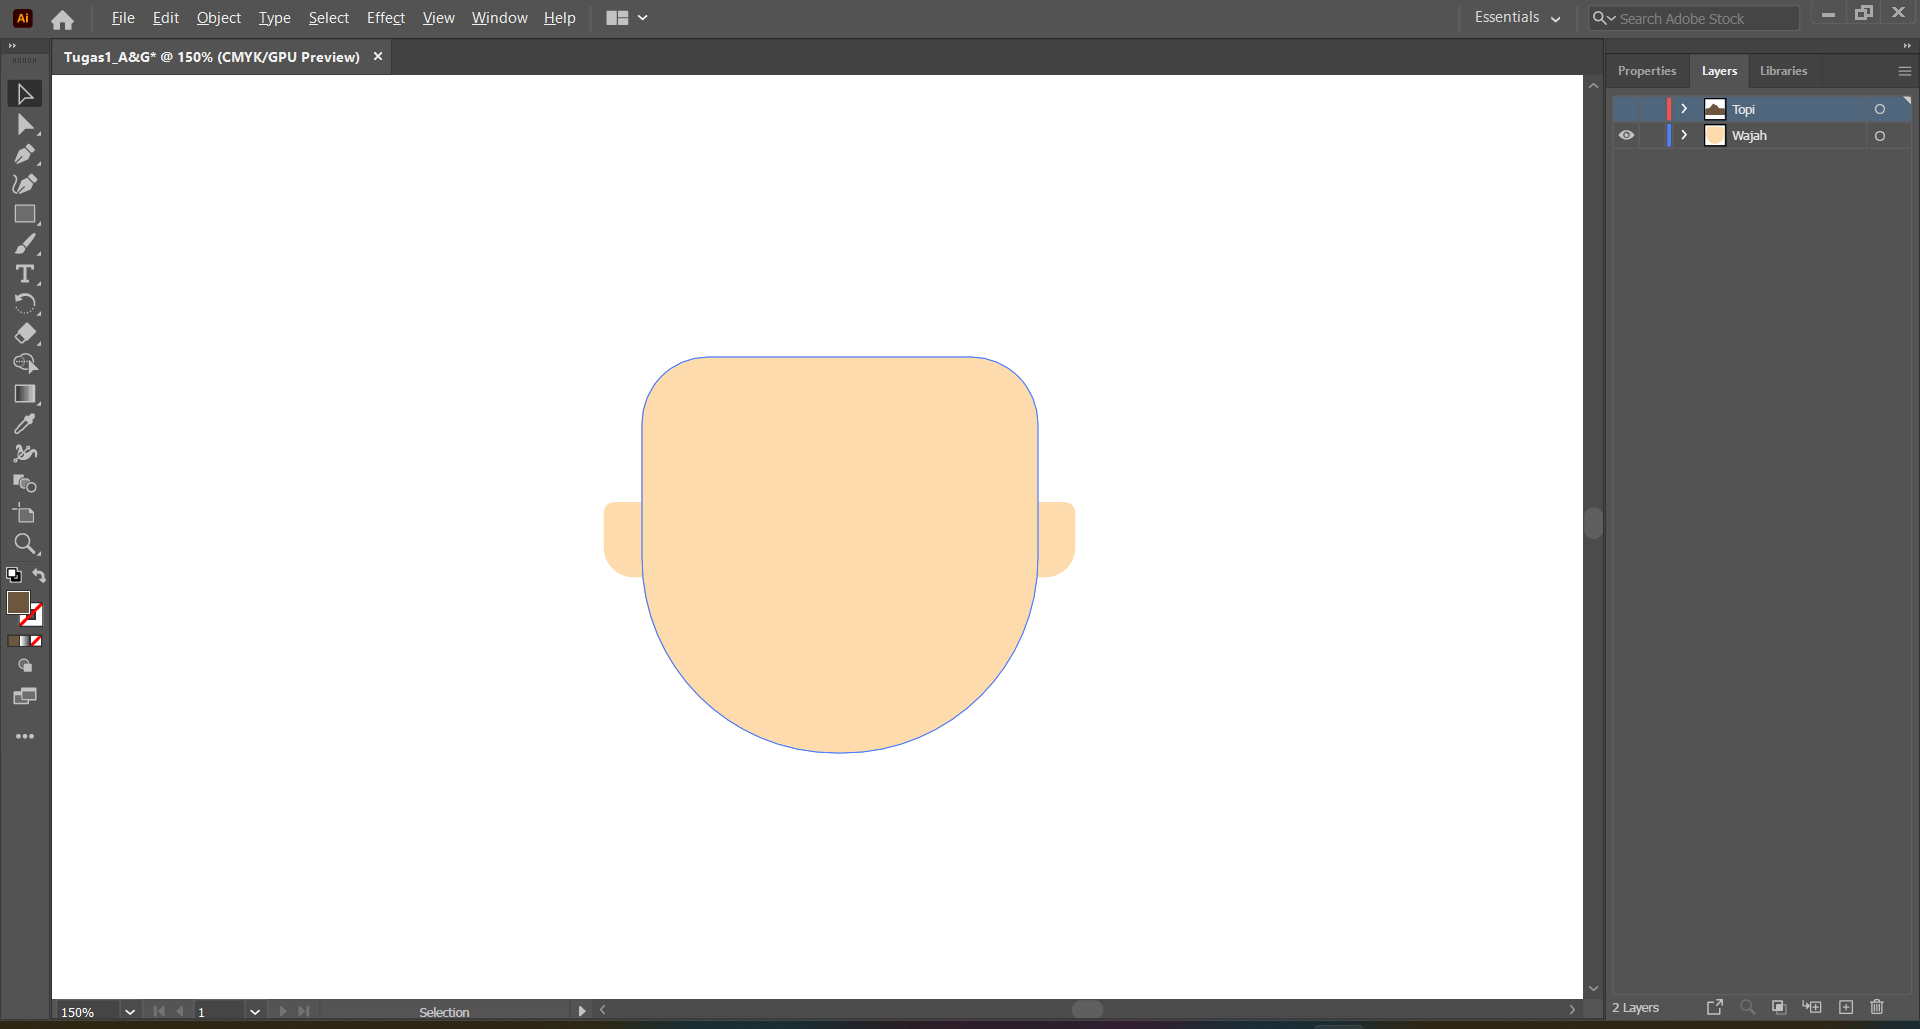 Ai File Edit Object Type Select Effect View Window Help Essentials Search Adobe Stock
Tugas1_A&G* @ 150% (CMYK/GPU Preview) ×
Properties Layers Libraries
Topi
Wajah
T
2 Layers
150% 1 Selection